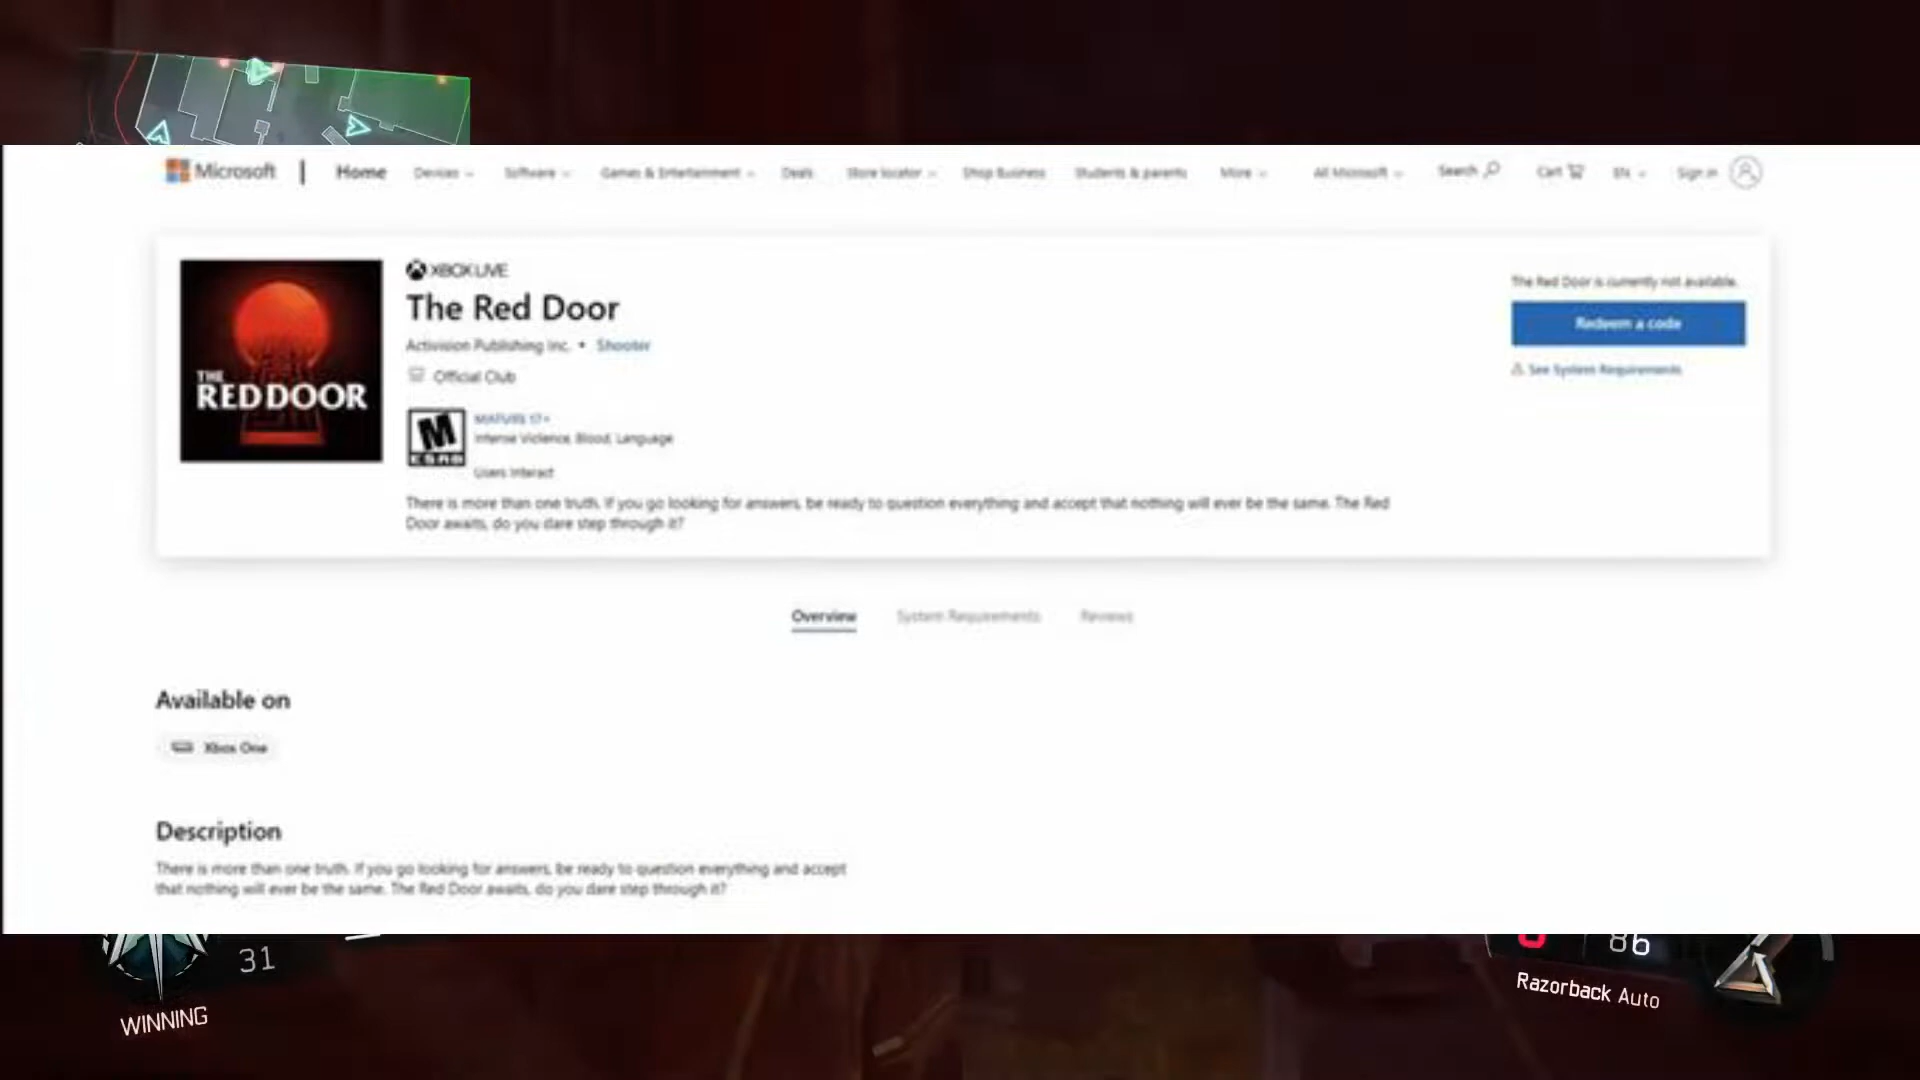 Microsoft | Home Devices Software Games & Entertainment Deals Store locator Shop Business Students & parents More All Microsoft Search Cart EN Sign in
XBOX LIVE
The Red Door
Activision Publishing Inc. • Shooter
Official Club
THE
RED DOOR
M
ESRB
MATURE 17+
Intense Violence, Blood, Language
Users Interact
There is more than one truth. If you go looking for answers, be ready to question everything and accept that nothing will ever be the same. The Red
Door awaits, do you dare step through it?
The Red Door is currently not available.
Redeem a code
See System Requirements
Overview System Requirements Reviews
Available on
Xbox One
Description
There is more than one truth. If you go looking for answers, be ready to question everything and accept
that nothing will ever be the same. The Red Door awaits, do you dare step through it?
31
WINNING
86
Razorback Auto